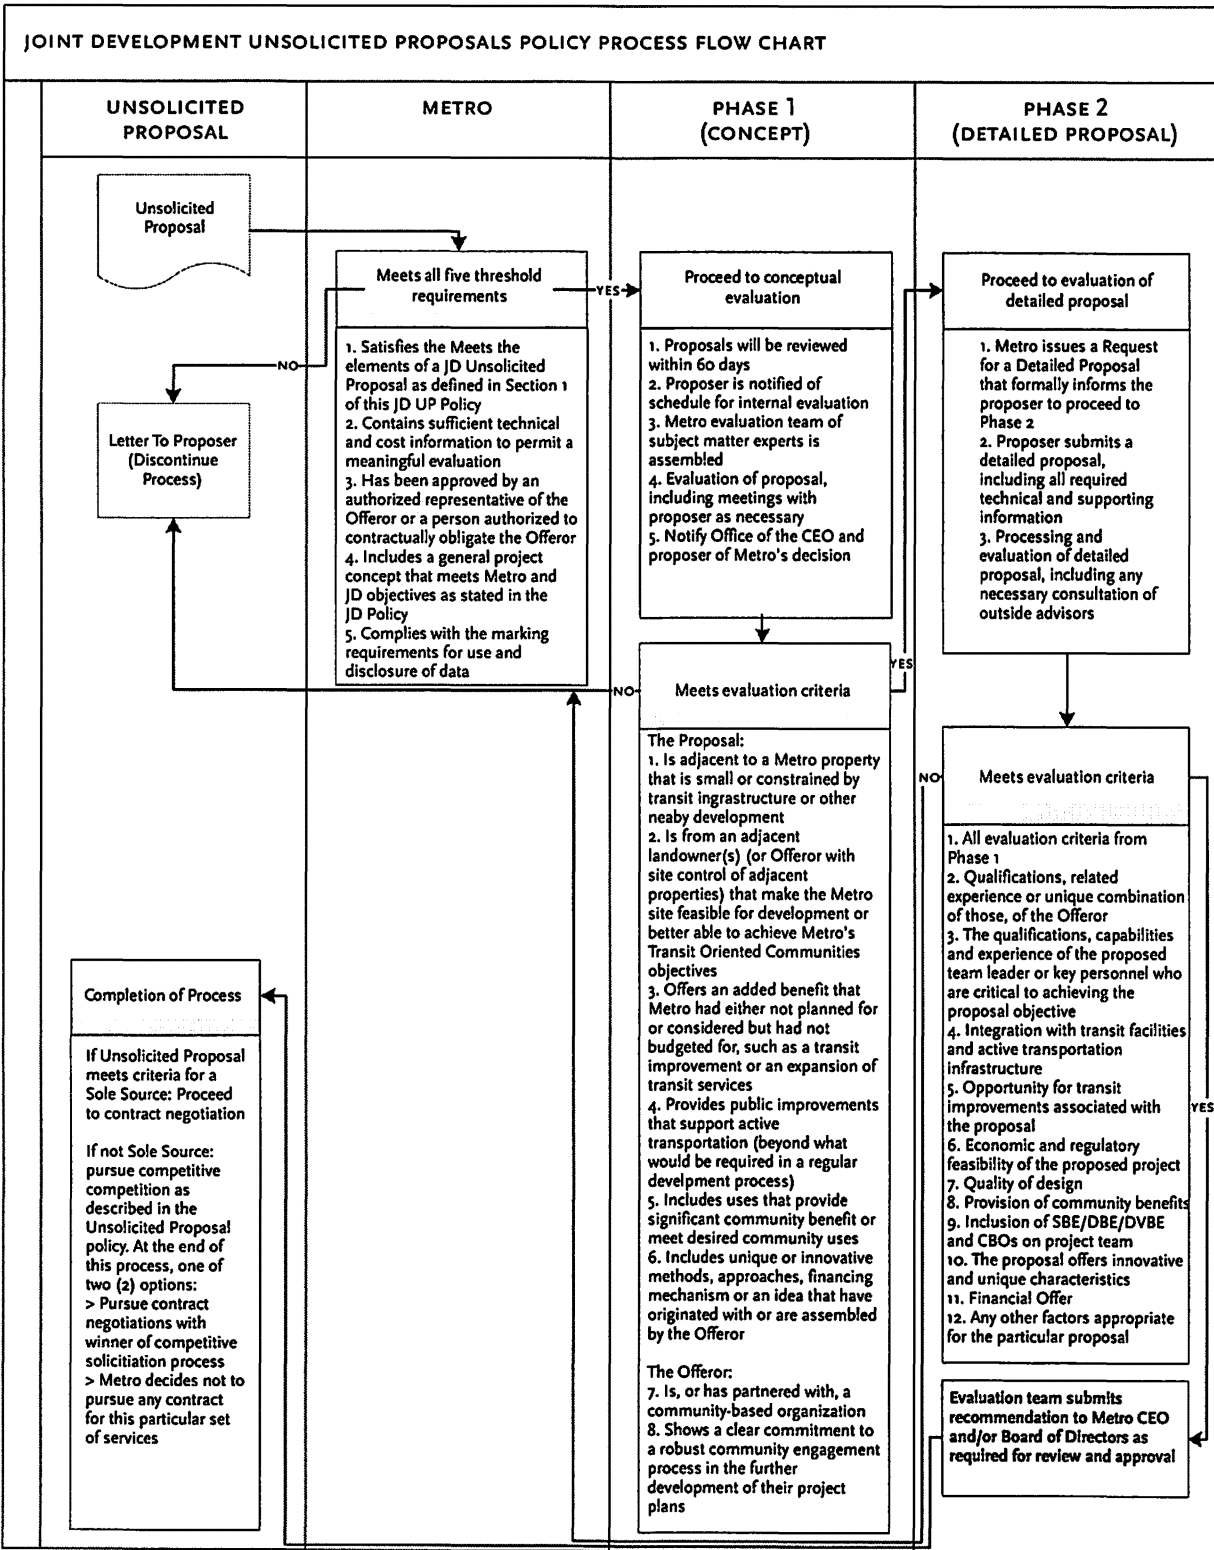 JOINT DEVELOPMENT UNSOLICITED PROPOSALS POLICY PROCESS FLOW CHART
UNSOLICITED
PROPOSAL
METRO
PHASE 1
(CONCEPT)
PHASE 2
(DETAILED PROPOSAL)
Unsolicited
Proposal
Letter To Proposer
(Discontinue
Process)
NO
Meets all five threshold
requirements
YES
1. Satisfies the Meets the
elements of a JD Unsolicited
Proposal as defined in Section 1
of this JD UP Policy
2. Contains sufficient technical
and cost information to permit a
meaningful evaluation
3. Has been approved by an
authorized representative of the
Offeror or a person authorized to
contractually obligate the Offeror
4. Includes a general project
concept that meets Metro and
JD objectives as stated in the
JD Policy
5. Complies with the marking
requirements for use and
disclosure of data
Proceed to conceptual
evaluation
1. Proposals will be reviewed
within 60 days
2. Proposer is notified of
schedule for internal evaluation
3. Metro evaluation team of
subject matter experts is
assembled
4. Evaluation of proposal,
including meetings with
proposer as necessary
5. Notify Office of the CEO and
proposer of Metro's decision
NO
Meets evaluation criteria
YES
The Proposal:
1. Is adjacent to a Metro property
that is small or constrained by
transit ingrastructure or other
neaby development
2. Is from an adjacent
landowner(s) (or Offeror with
site control of adjacent
properties) that make the Metro
site feasible for development or
better able to achieve Metro's
Transit Oriented Communities
objectives
3. Offers an added benefit that
Metro had either not planned for
or considered but had not
budgeted for, such as a transit
improvement or an expansion of
transit services
4. Provides public improvements
that support active
transportation (beyond what
would be required in a regular
develpment process)
5. Includes uses that provide
significant community benefit or
meet desired community uses
6. Includes unique or innovative
methods, approaches, financing
mechanism or an idea that have
originated with or are assembled
by the Offeror
The Offeror:
7. Is, or has partnered with, a
community-based organization
8. Shows a clear commitment to
a robust community engagement
process in the further
development of their project
plans
Proceed to evaluation of
detailed proposal
1. Metro issues a Request
for a Detailed Proposal
that formally informs the
proposer to proceed to
Phase 2
2. Proposer submits a
detailed proposal,
including all required
technical and supporting
information
3. Processing and
evaluation of detailed
proposal, including any
necessary consultation of
outside advisors
NO
Meets evaluation criteria
1. All evaluation criteria from
Phase 1
2. Qualifications, related
experience or unique combination
of those, of the Offeror
3. The qualifications, capabilities
and experience of the proposed
team leader or key personnel who
are critical to achieving the
proposal objective
4. Integration with transit facilities
and active transportation
infrastructure
5. Opportunity for transit
improvements associated with
the proposal
6. Economic and regulatory
feasibility of the proposed project
7. Quality of design
8. Provision of community benefits
9. Inclusion of SBE/DBE/DVBE
and CBOs on project team
10. The proposal offers innovative
and unique characteristics
11. Financial Offer
12. Any other factors appropriate
for the particular proposal
YES
Evaluation team submits
recommendation to Metro CEO
and/or Board of Directors as
required for review and approval
Completion of Process
If Unsolicited Proposal
meets criteria for a
Sole Source: Proceed
to contract negotiation
If not Sole Source:
pursue competitive
competition as
described in the
Unsolicited Proposal
policy. At the end of
this process, one of
two (2) options:
> Pursue contract
negotiations with
winner of competitive
solicitiation process
> Metro decides not to
pursue any contract
for this particular set
of services